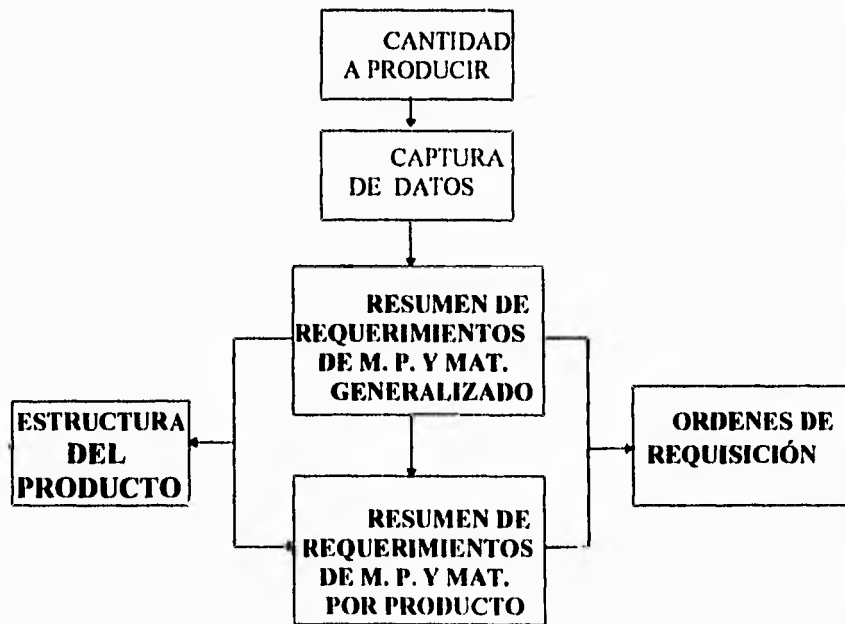 CANTIDAD
A PRODUCIR
CAPTURA
DE DATOS
RESUMEN DE
REQUERIMIENTOS
DE M. P. Y MAT.
GENERALIZADO
ESTRUCTURA
DEL
PRODUCTO
ORDENES DE
REQUISICIÓN
RESUMEN DE
REQUERIMIENTOS
DE M. P. Y MAT.
POR PRODUCTO